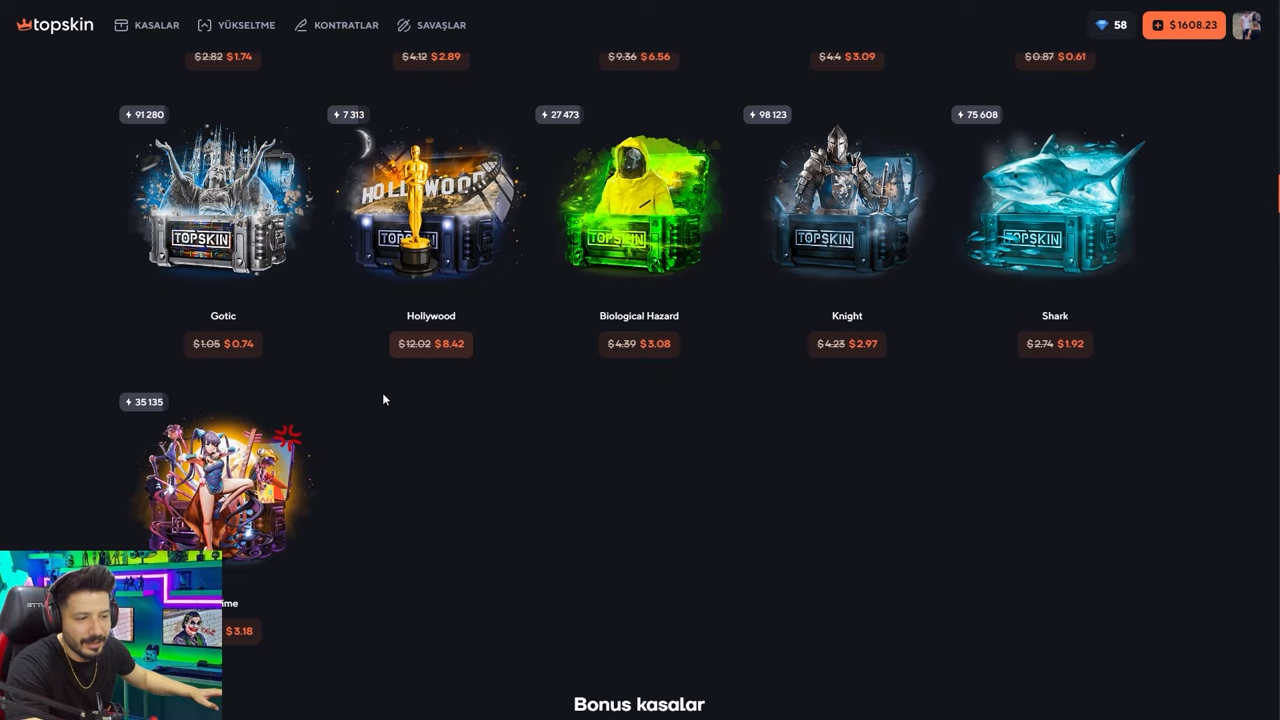 topskin
KASALAR
YÜKSELTME
KONTRATLAR
SAVAŞLAR
58
$1608.23
$2.82 $1.74
$4.12 $2.89
$9.36 $6.56
$4.4 $3.09
$0.87 $0.61
91 280
7 313
27 473
98 123
75 608
TOPSKIN
HOLLYWOOD
TOPSKIN
TOPSKIN
TOPSKIN
Gotic
Hollywood
Biological Hazard
Knight
Shark
$1.05 $0.74
$12.02 $8.42
$4.39 $3.08
$4.23 $2.97
$2.74 $1.92
35 135
$3.18
Bonus kasalar